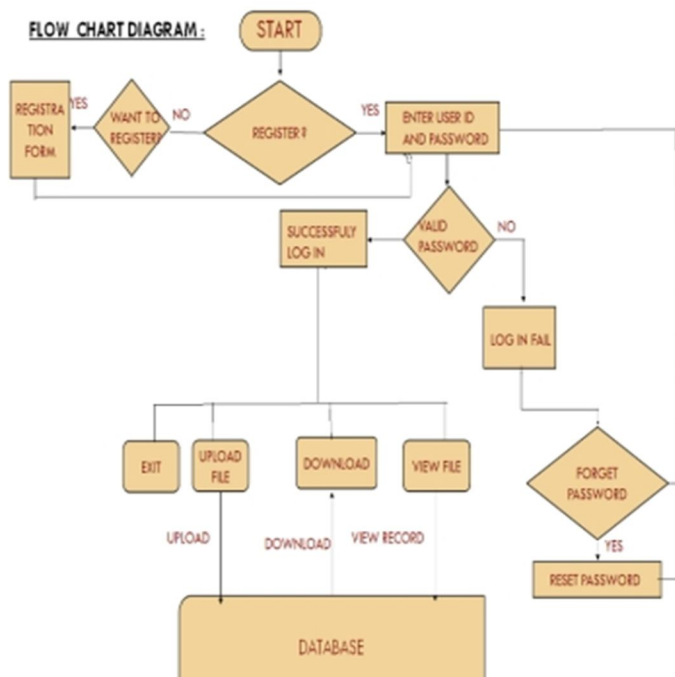 FLOW CHART DIAGRAM :
START
REGISTRA
TION
FORM
YES
WANT TO
REGISTER?
NO
REGISTER ?
YES
ENTER USER ID
AND PASSWORD
SUCCESSFULY
LOG IN
VALID
PASSWORD
NO
LOG IN FAIL
EXIT
UPLOAD
FILE
DOWNLOAD
VIEW FILE
FORGET
PASSWORD
UPLOAD
DOWNLOAD
VIEW RECORD
YES
RESET PASSWORD
DATABASE